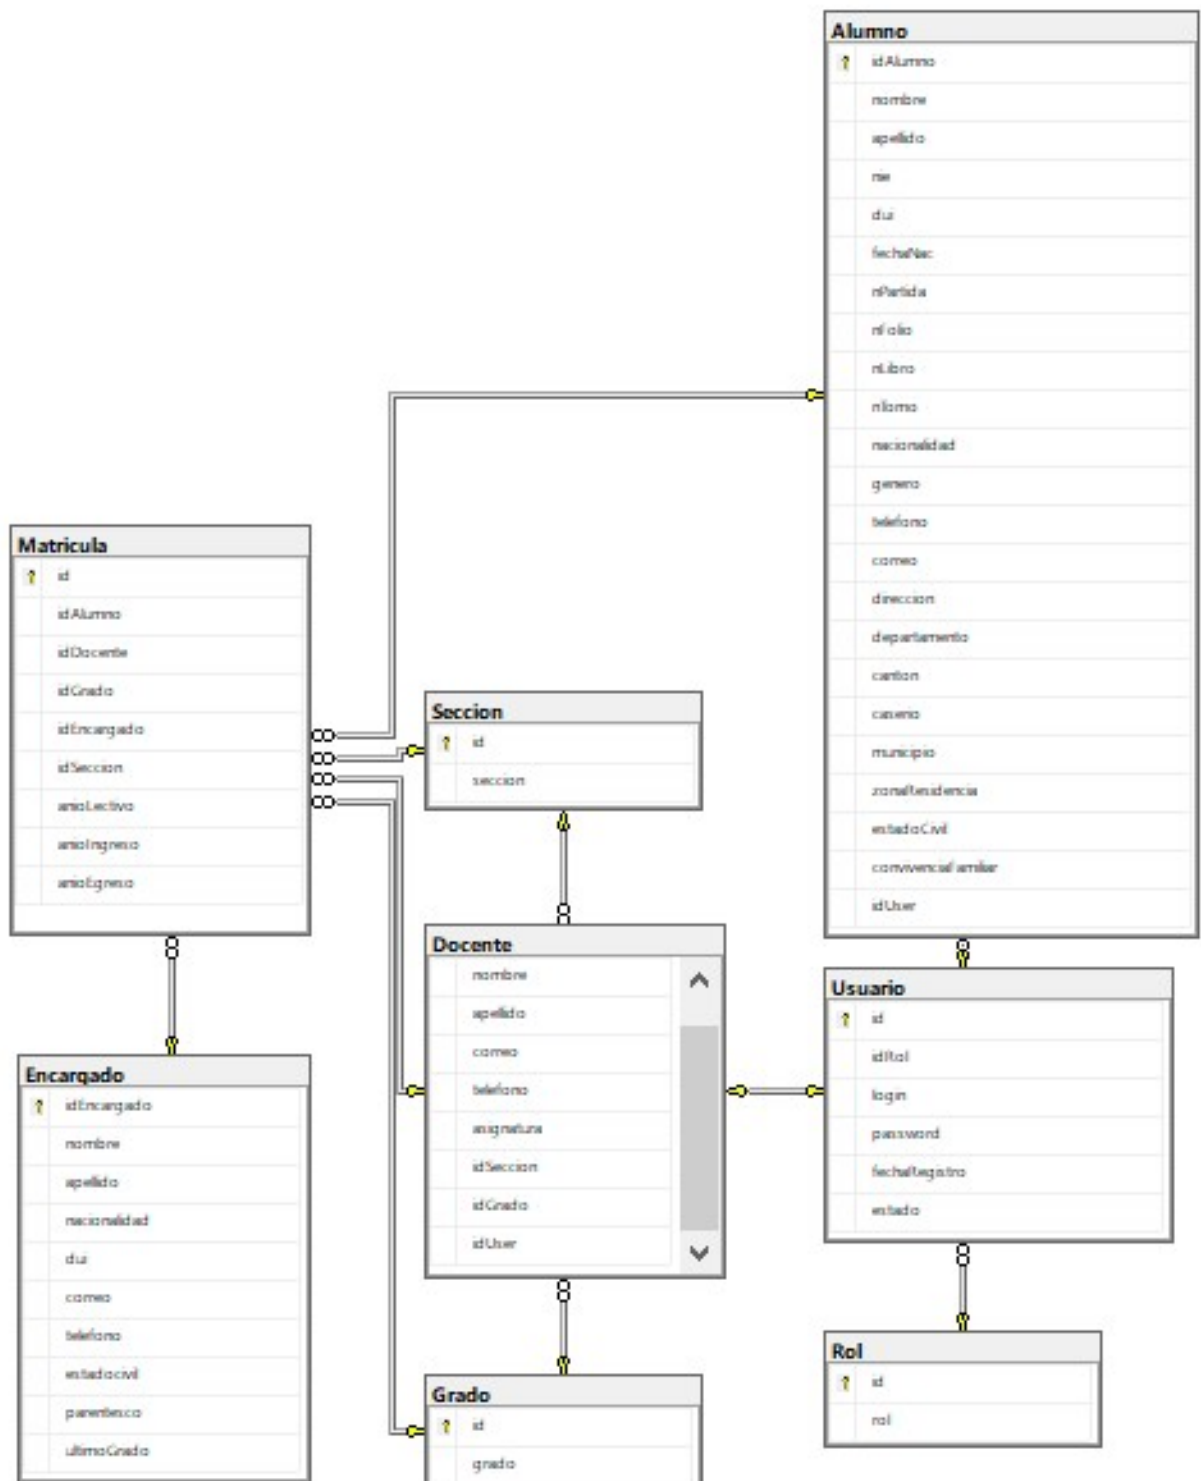 Alumno
idAlumno
nombre
apellido
nie
dui
fechaNac
nPartida
nFolio
nLibro
nTomo
nacionalidad
genero
telefono
correo
direccion
departamento
canton
caserio
municipio
zonaResidencia
estadoCivil
convivenciaFamiliar
idUser
Matricula
id
idAlumno
idDocente
idGrado
idEncargado
idSeccion
anioLectivo
anioIngreso
anioEgreso
Seccion
id
seccion
Docente
nombre
apellido
correo
telefono
asignatura
idSeccion
idGrado
idUser
Usuario
id
idRol
login
password
fechaRegistro
estado
Encargado
idEncargado
nombre
apellido
nacionalidad
dui
correo
telefono
estadocivil
parentesco
ultimoGrado
Grado
id
grado
Rol
id
rol